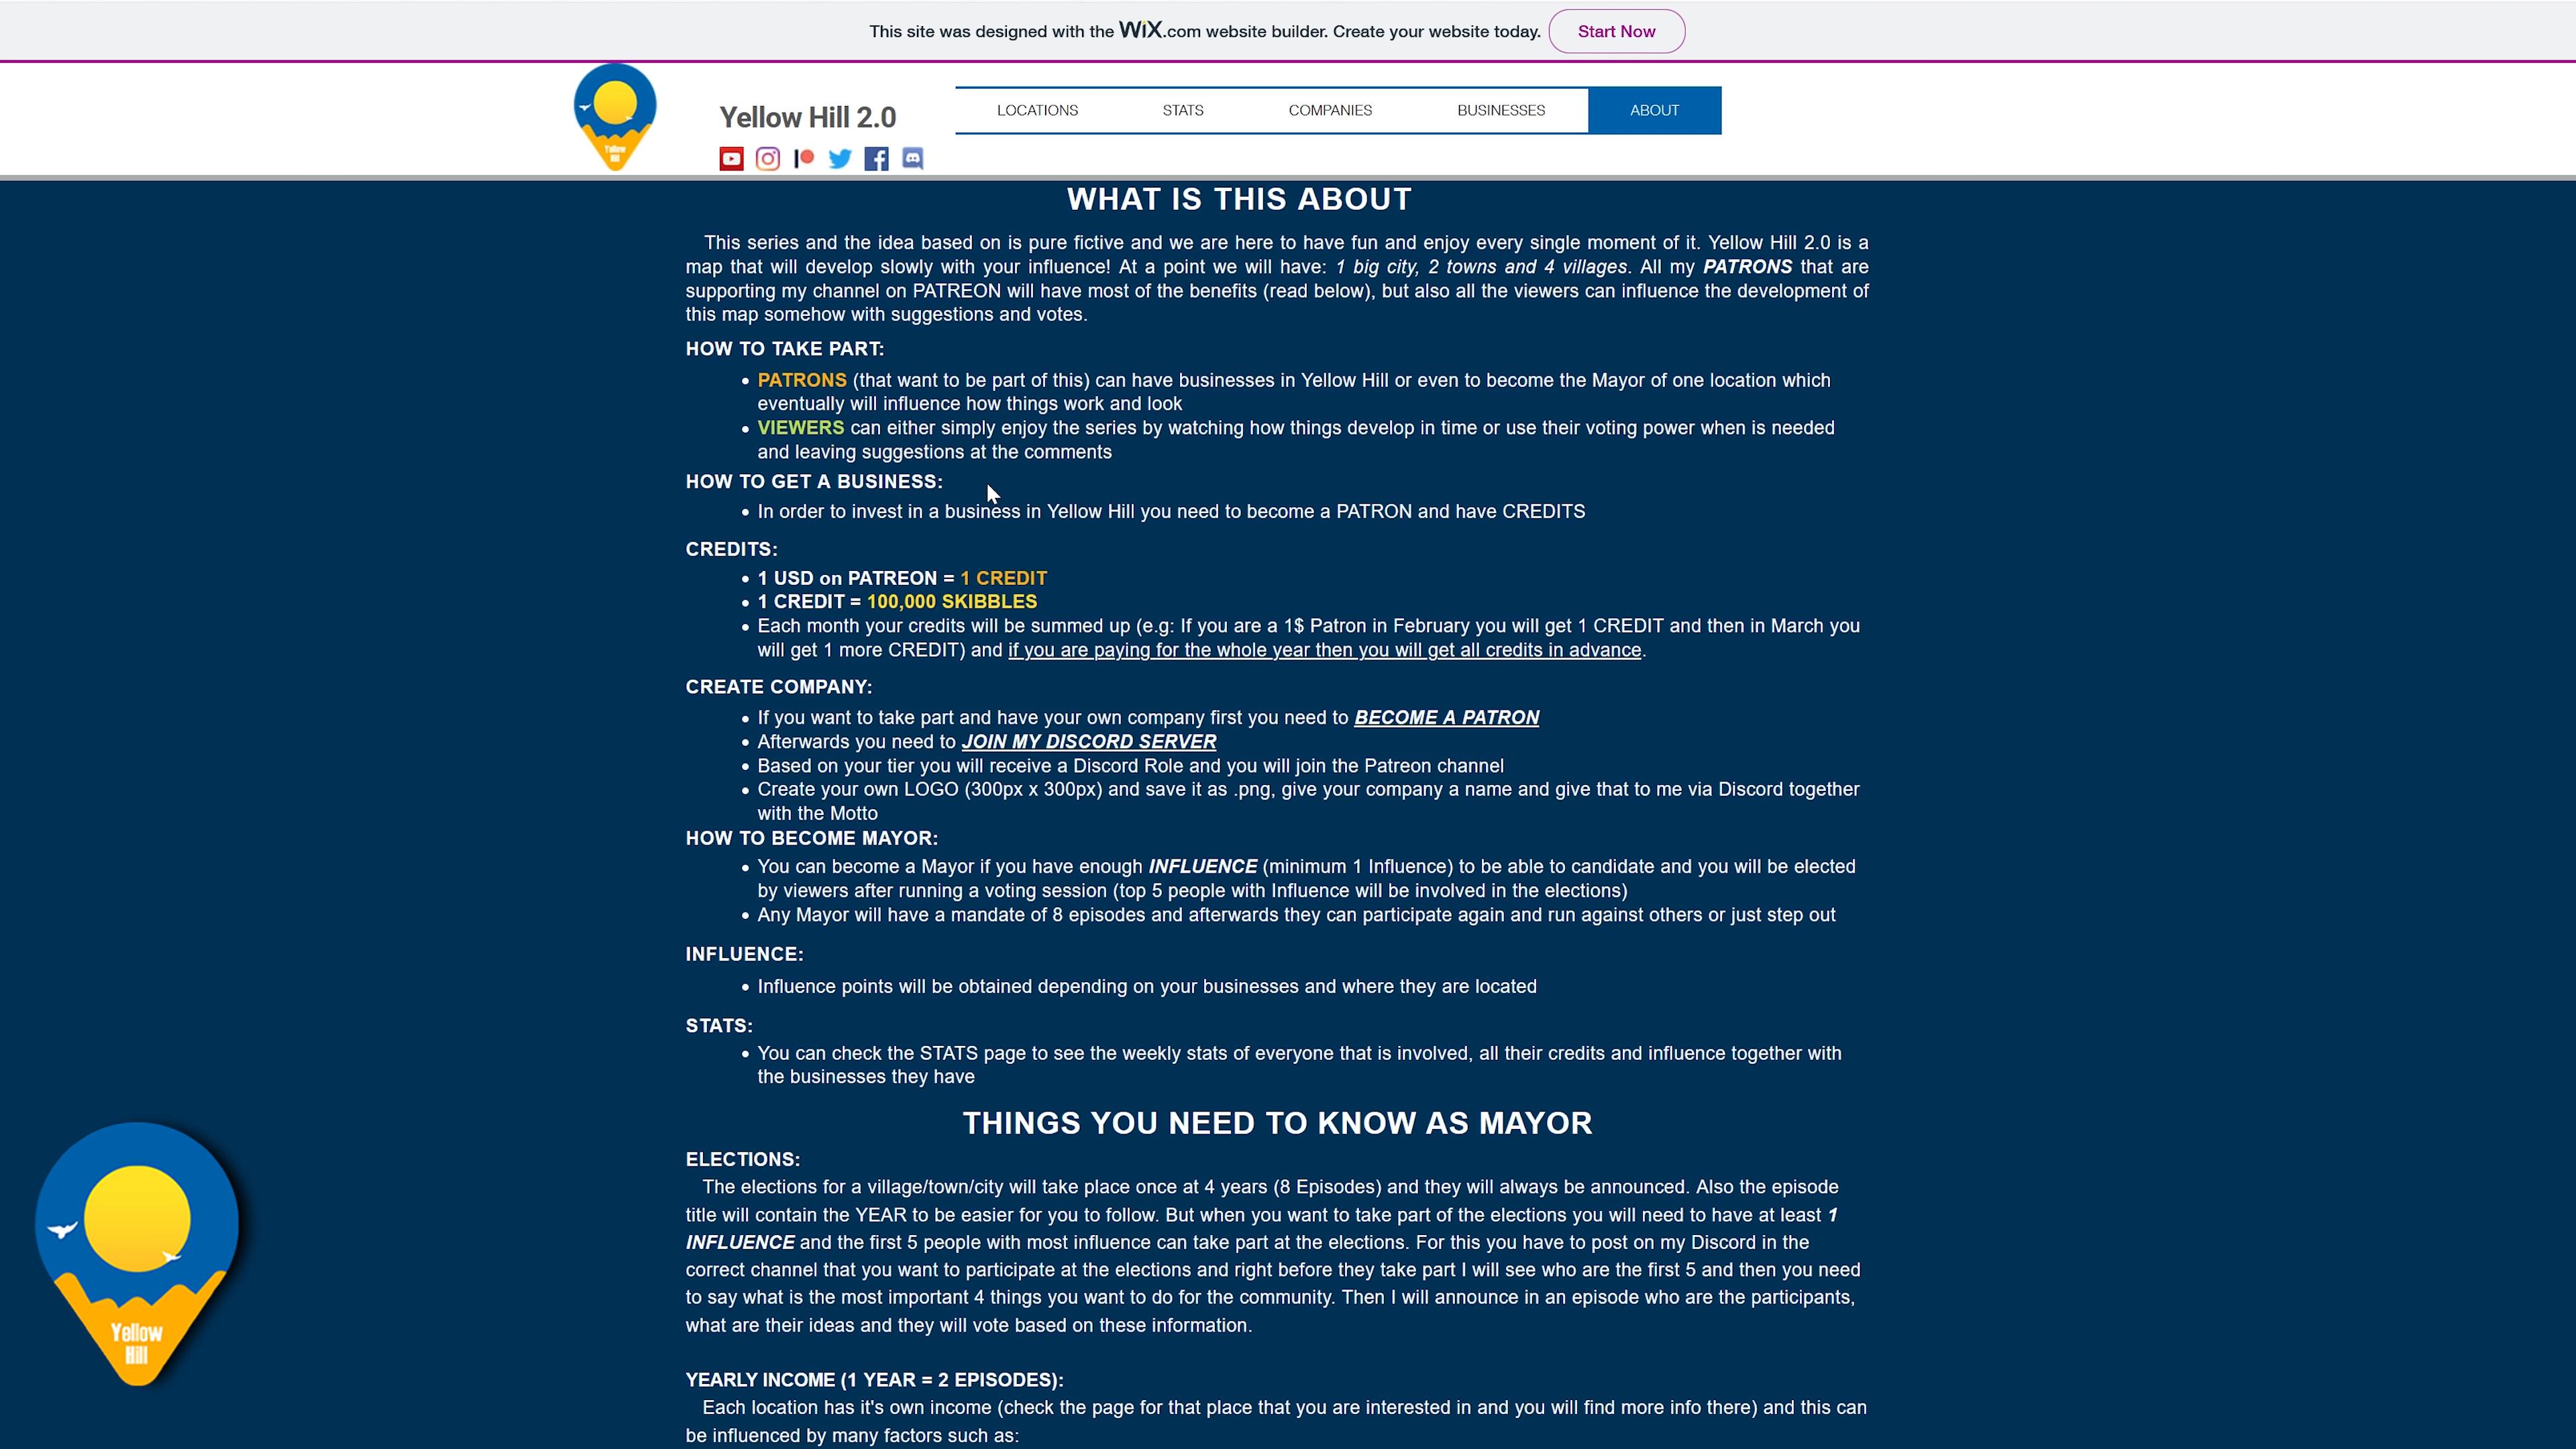 This site was designed with the WiX.com website builder. Create your website today. Start Now
Yellow Hill
Yellow Hill 2.0
LOCATIONS STATS COMPANIES BUSINESSES ABOUT
WHAT IS THIS ABOUT
This series and the idea based on is pure fictive and we are here to have fun and enjoy every single moment of it. Yellow Hill 2.0 is a
map that will develop slowly with your influence! At a point we will have: 1 big city, 2 towns and 4 villages. All my PATRONS that are
supporting my channel on PATREON will have most of the benefits (read below), but also all the viewers can influence the development of
this map somehow with suggestions and votes.
HOW TO TAKE PART:
• PATRONS (that want to be part of this) can have businesses in Yellow Hill or even to become the Mayor of one location which
eventually will influence how things work and look
• VIEWERS can either simply enjoy the series by watching how things develop in time or use their voting power when is needed
and leaving suggestions at the comments
HOW TO GET A BUSINESS:
• In order to invest in a business in Yellow Hill you need to become a PATRON and have CREDITS
CREDITS:
• 1 USD on PATREON = 1 CREDIT
• 1 CREDIT = 100,000 SKIBBLES
• Each month your credits will be summed up (e.g: If you are a 1$ Patron in February you will get 1 CREDIT and then in March you
will get 1 more CREDIT) and if you are paying for the whole year then you will get all credits in advance.
CREATE COMPANY:
• If you want to take part and have your own company first you need to BECOME A PATRON
• Afterwards you need to JOIN MY DISCORD SERVER
• Based on your tier you will receive a Discord Role and you will join the Patreon channel
• Create your own LOGO (300px x 300px) and save it as .png, give your company a name and give that to me via Discord together
with the Motto
HOW TO BECOME MAYOR:
• You can become a Mayor if you have enough INFLUENCE (minimum 1 Influence) to be able to candidate and you will be elected
by viewers after running a voting session (top 5 people with Influence will be involved in the elections)
• Any Mayor will have a mandate of 8 episodes and afterwards they can participate again and run against others or just step out
INFLUENCE:
• Influence points will be obtained depending on your businesses and where they are located
STATS:
• You can check the STATS page to see the weekly stats of everyone that is involved, all their credits and influence together with
the businesses they have
THINGS YOU NEED TO KNOW AS MAYOR
ELECTIONS:
The elections for a village/town/city will take place once at 4 years (8 Episodes) and they will always be announced. Also the episode
title will contain the YEAR to be easier for you to follow. But when you want to take part of the elections you will need to have at least 1
INFLUENCE and the first 5 people with most influence can take part at the elections. For this you have to post on my Discord in the
correct channel that you want to participate at the elections and right before they take part I will see who are the first 5 and then you need
to say what is the most important 4 things you want to do for the community. Then I will announce in an episode who are the participants,
what are their ideas and they will vote based on these information.
YEARLY INCOME (1 YEAR = 2 EPISODES):
Each location has it's own income (check the page for that place that you are interested in and you will find more info there) and this can
be influenced by many factors such as:
Yellow
Hill